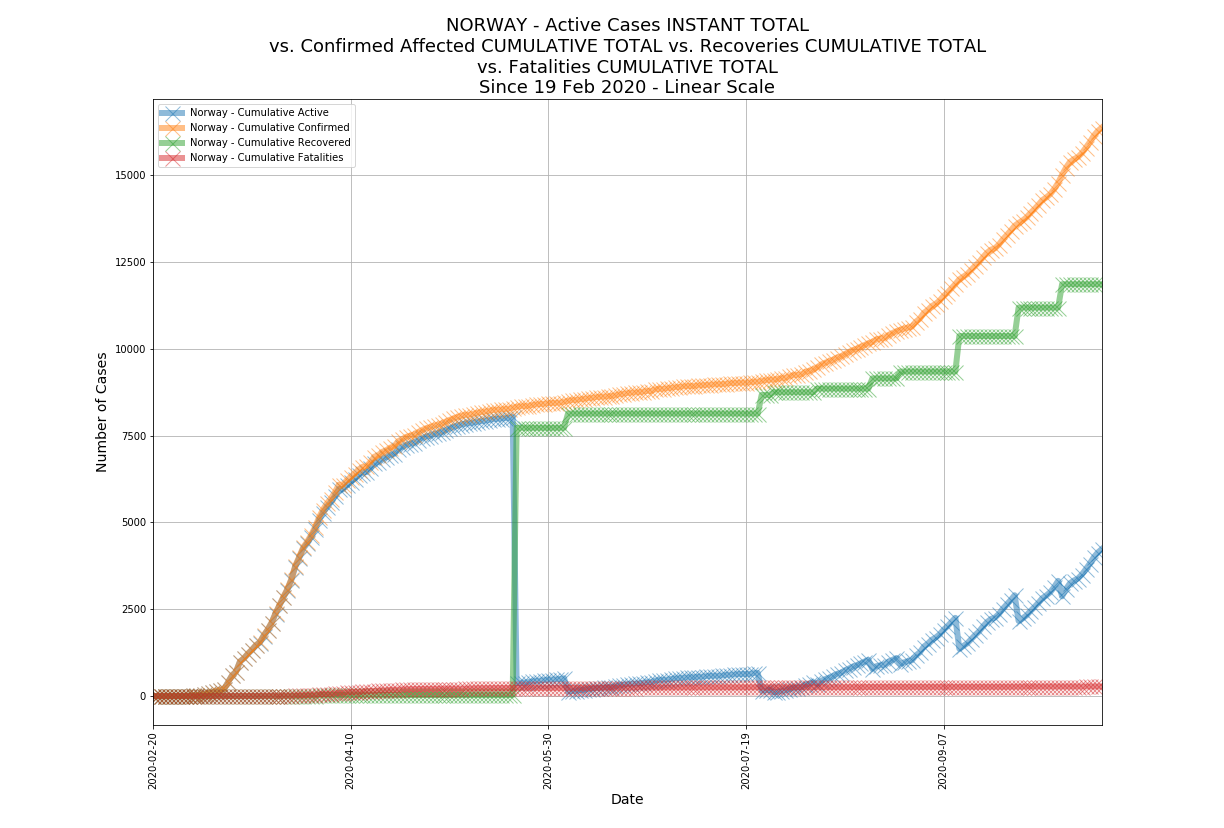 NORWAY - Active Cases INSTANT TOTAL
vs. Confirmed Affected CUMULATIVE TOTAL vs. Recoveries CUMULATIVE TOTAL
vs. Fatalities CUMULATIVE TOTAL
Since 19 Feb 2020 - Linear Scale
Norway - Cumulative Active
Norway - Cumulative Confirmed
Norway - Cumulative Recovered
Norway - Cumulative Fatalities
Number of Cases
15000
12500
10000
7500
5000
2500
0
2020-02-20
2020-04-10
2020-05-30
2020-07-19
2020-09-07
Date